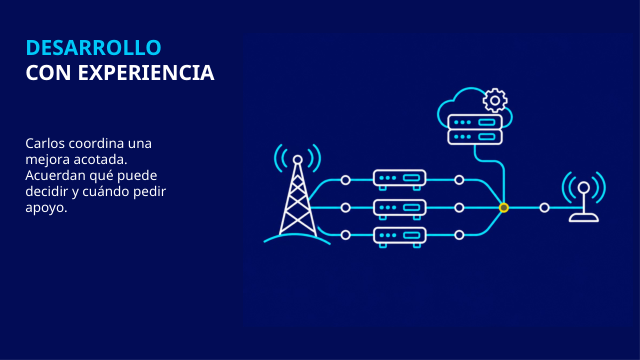 DESARROLLO
CON EXPERIENCIA
Carlos coordina una
mejora acotada.
Acuerdan qué puede
decidir y cuándo pedir
apoyo.